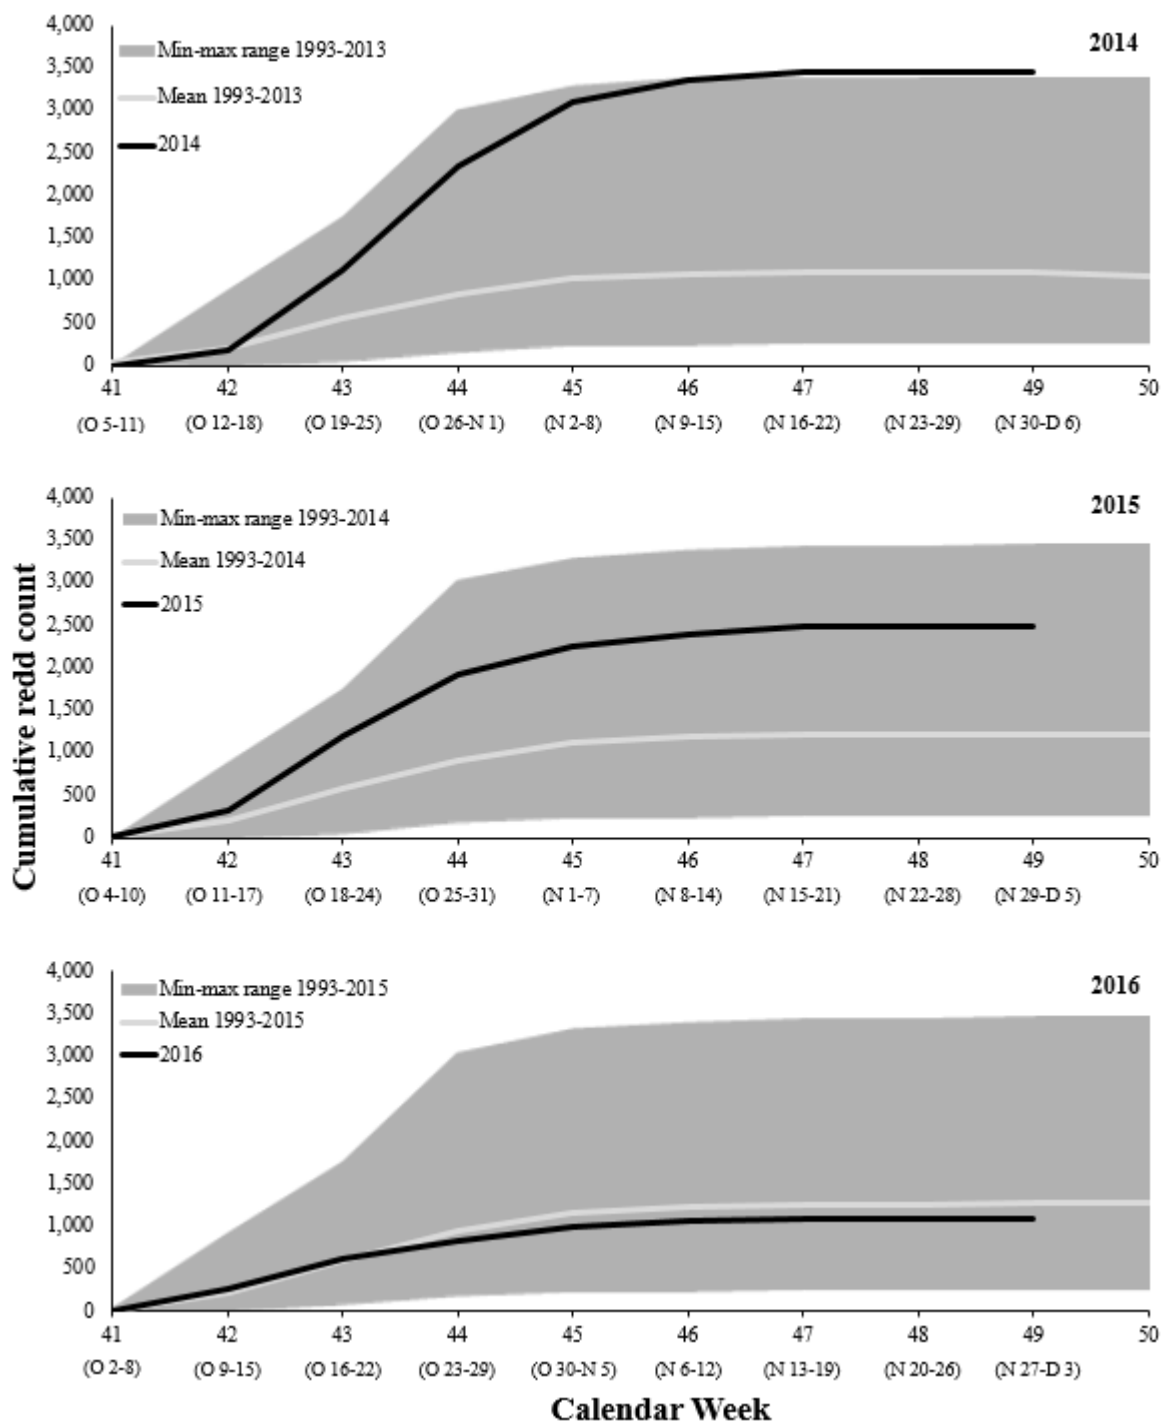 4,000
2014
Min-max range 1993-2013
3,500
3,000
Mean 1993-2013
2,500
2014
2,000
1,500
1,000
500
0
41 42 43 44 45 46 47 48 49 50
(O 5-11) (O 12-18) (O 19-25) (O 26-N 1) (N 2-8) (N 9-15) (N 16-22) (N 23-29) (N 30-D 6)
4,000
2015
Min-max range 1993-2014
3,500
Mean 1993-2014
3,000
2015
2,500
2,000
1,500
1,000
500
0
41 42 43 44 45 46 47 48 49 50
(O 4-10) (O 11-17) (O 18-24) (O 25-31) (N 1-7) (N 8-14) (N 15-21) (N 22-28) (N 29-D 5)
Cumulative redd count
4,000
2016
Min-max range 1993-2015
3,500
Mean 1993-2015
3,000
2016
2,500
2,000
1,500
1,000
500
0
41 42 43 44 45 46 47 48 49 50
(O 2-8) (O 9-15) (O 16-22) (O 23-29) (O 30-N 5) (N 6-12) (N 13-19) (N 20-26) (N 27-D 3)
Calendar Week